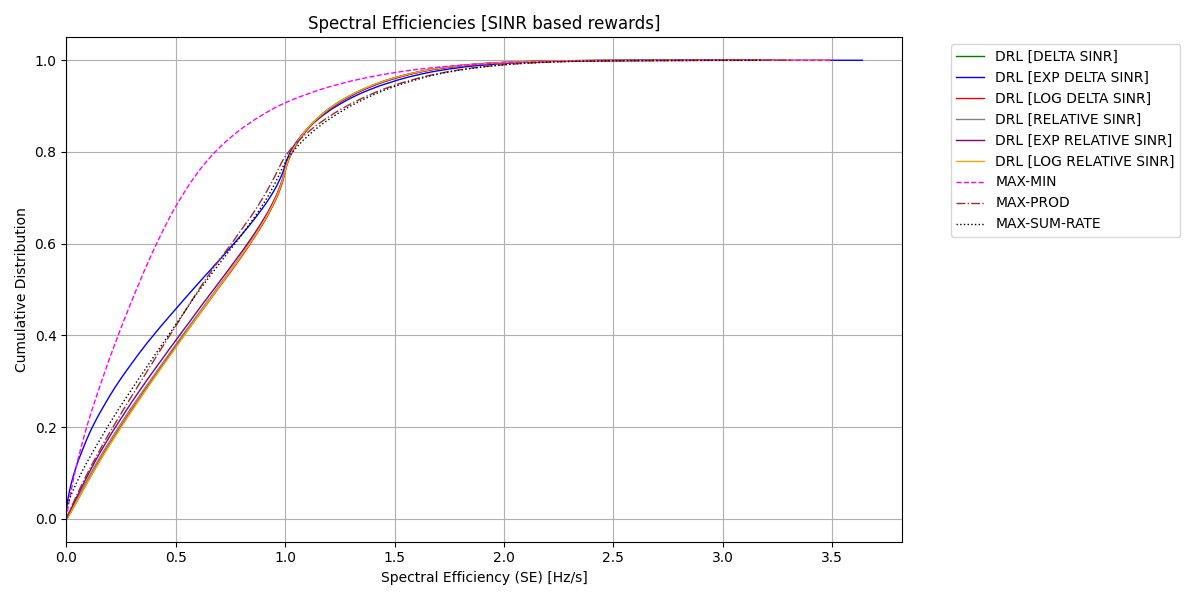 Spectral Efficiencies [SINR based rewards]
Cumulative Distribution
1.0
0.8
0.6
0.4
0.2
0.0
0.0 0.5 1.0 1.5 2.0 2.5 3.0 3.5
Spectral Efficiency (SE) [Hz/s]
DRL [DELTA SINR]
DRL [EXP DELTA SINR]
DRL [LOG DELTA SINR]
DRL [RELATIVE SINR]
DRL [EXP RELATIVE SINR]
DRL [LOG RELATIVE SINR]
MAX-MIN
MAX-PROD
MAX-SUM-RATE